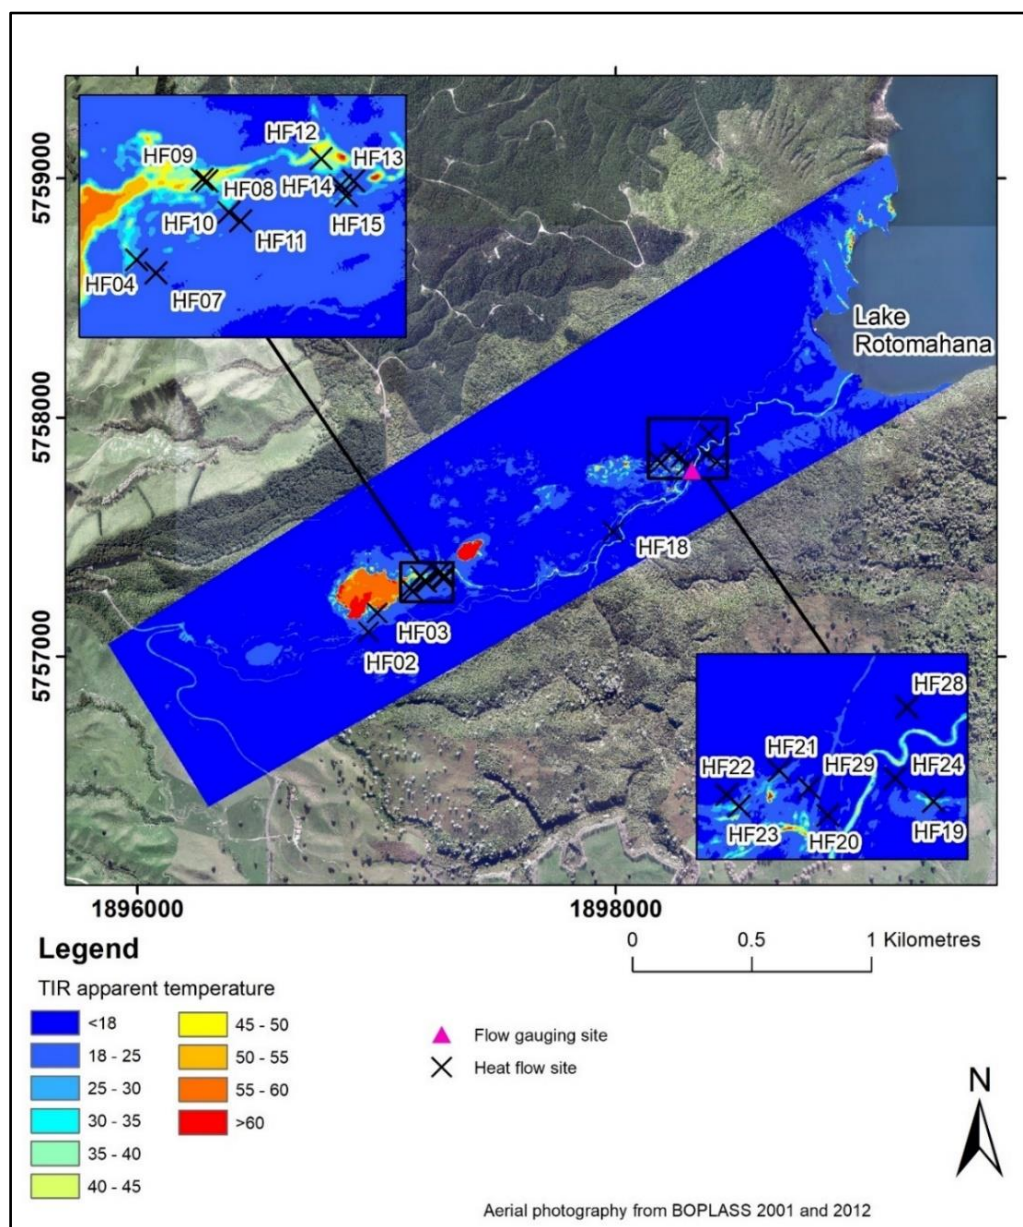 HF12
HF09
HF13
HF08
HF14
HF10
HF15
HF11
HF04
HF07
5759000
5758000
5757000
Lake
Rotomahana
HF18
HF03
HF02
HF28
HF21
HF22
HF29
HF24
HF23
HF20
HF19
1896000
1898000
Legend
0 0.5 1 Kilometres
TIR apparent temperature
<18
18 - 25
25 - 30
30 - 35
35 - 40
40 - 45
45 - 50
50 - 55
55 - 60
>60
Flow gauging site
Heat flow site
N
Aerial photography from BOPLASS 2001 and 2012